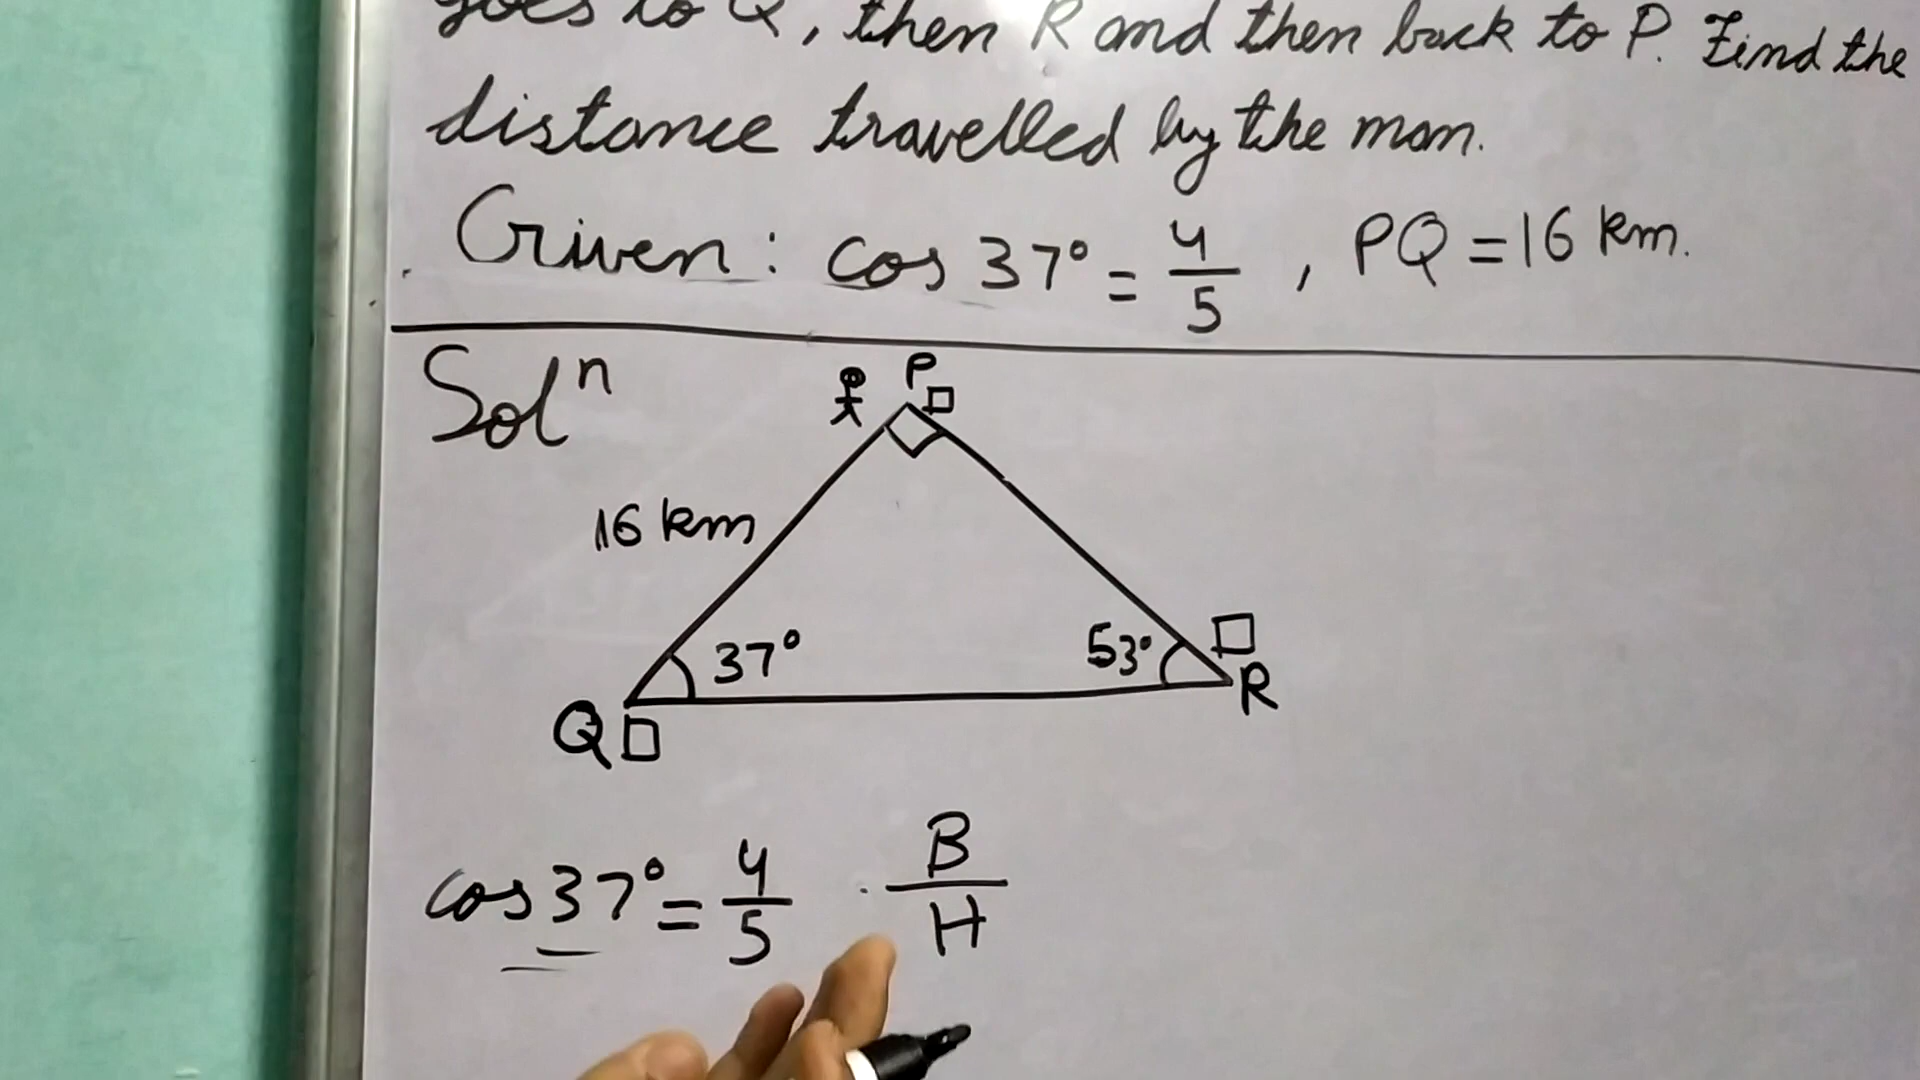 goes to Q, then R and then back to P. Find the
distance travelled by the man.
Given: cos 37° = 4/5 , PQ = 16 km.
Solⁿ
P
16 km
37°
53°
Q
R
cos 37° = 4/5 B/H